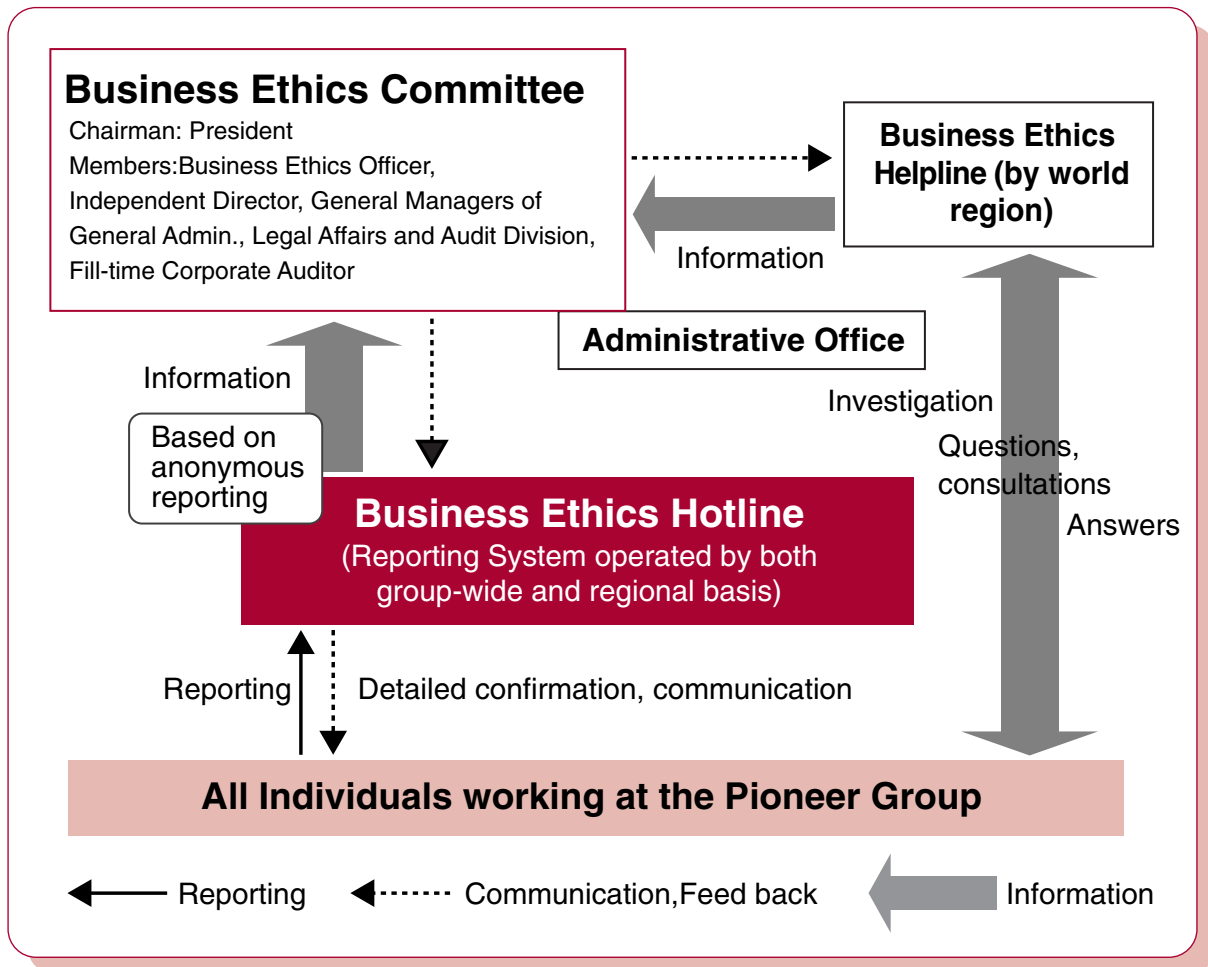 Business Ethics Committee
Chairman: President
Members:Business Ethics Officer,
Independent Director, General Managers of
General Admin., Legal Affairs and Audit Division,
Fill-time Corporate Auditor
Business Ethics
Helpline (by world
region)
Information
Administrative Office
Information
Based on
anonymous
reporting
Investigation
Questions,
consultations
Answers
Business Ethics Hotline
(Reporting System operated by both
group-wide and regional basis)
Reporting
Detailed confirmation, communication
All Individuals working at the Pioneer Group
Reporting
Communication,Feed back
Information